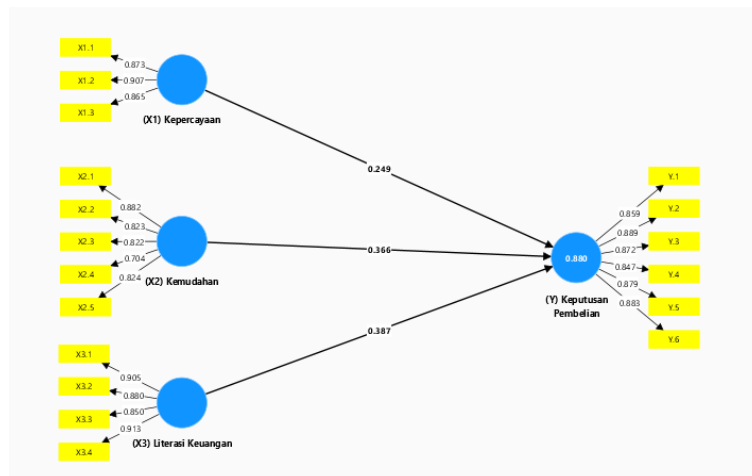 X1.1
0.873
X1.2
0.907
X1.3
0.865
(X1) Kepercayaan
0.249
X2.1
0.882
X2.2
0.823
X2.3
0.822
X2.4
0.704
X2.5
0.824
(X2) Kemudahan
0.366
X3.1
0.905
X3.2
0.880
X3.3
0.850
X3.4
0.913
(X3) Literasi Keuangan
0.387
0.880
(Y) Keputusan
Pembelian
Y.1
0.859
Y.2
0.889
Y.3
0.872
Y.4
0.847
Y.5
0.879
Y.6
0.883